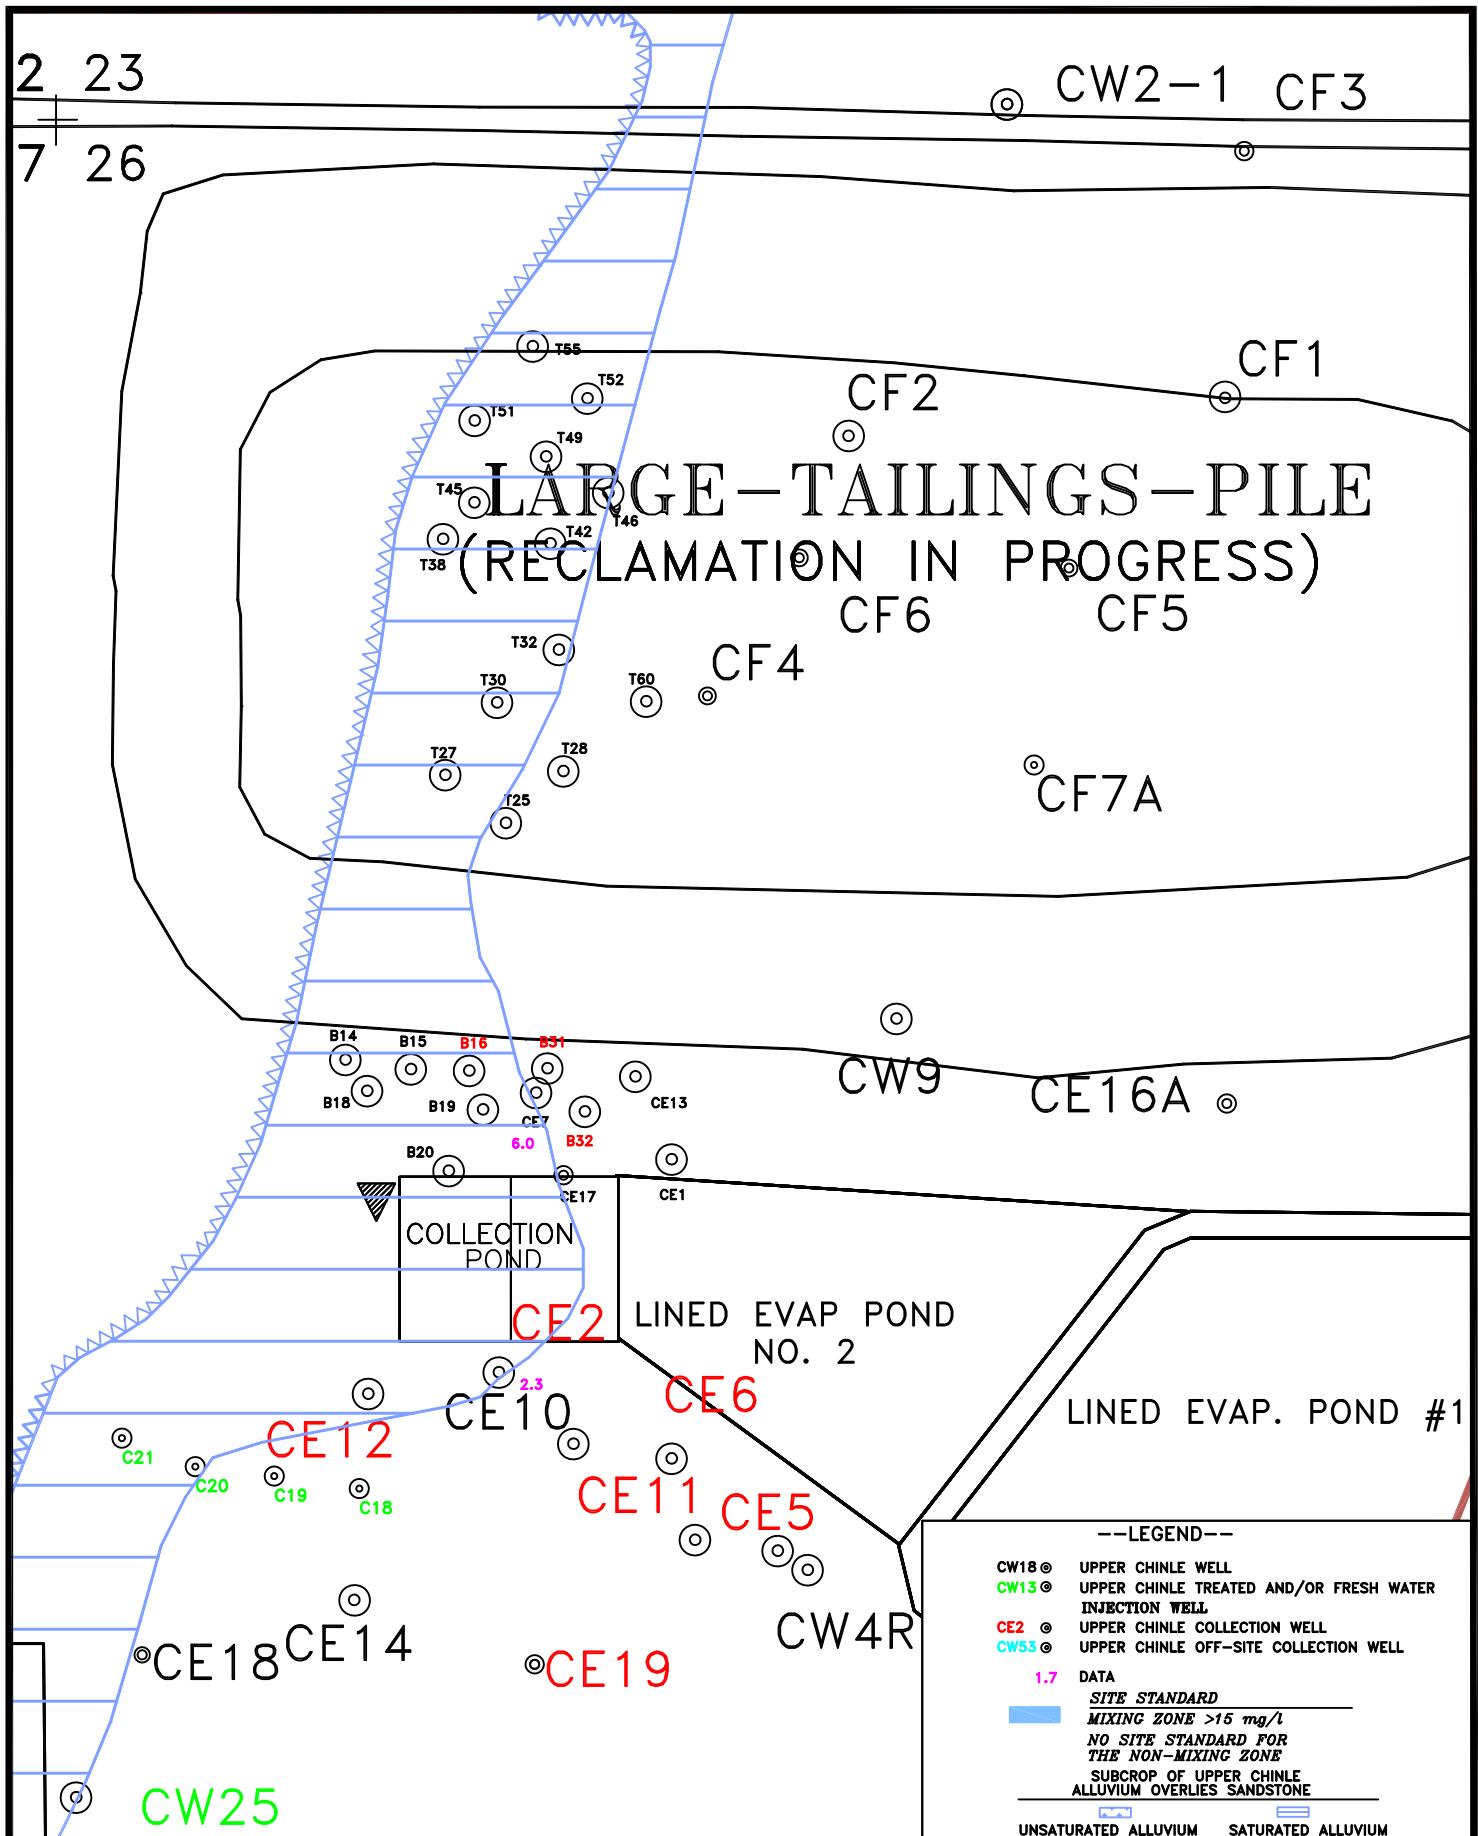 2 23
CW2-1 CF3
7 26
T55
CF1
T52
CF2
T51
T49
LARGE-TAILINGS-PILE
T45
T46
T42
T38
(RECLAMATION IN PROGRESS)
CF6
CF5
T32
CF4
T30
T60
T27
T28
CF7A
T25
B14
B15
B16
B31
CW9
CE13
CE16A
B18
B19
CE7
6.0
B32
B20
CE17
CE1
COLLECTION
POND
CE2
LINED EVAP POND
NO. 2
2.3
CE6
CE10
LINED EVAP. POND #1
CE12
C21
C20
C19
C18
CE11
CE5
CW4R
CE14
CE18
CE19
CW25
--LEGEND--
CW18 UPPER CHINLE WELL
CW13 UPPER CHINLE TREATED AND/OR FRESH WATER
INJECTION WELL
CE2 UPPER CHINLE COLLECTION WELL
CW53 UPPER CHINLE OFF-SITE COLLECTION WELL
1.7 DATA
SITE STANDARD
MIXING ZONE >15 mg/l
NO SITE STANDARD FOR
THE NON-MIXING ZONE
SUBCROP OF UPPER CHINLE
ALLUVIUM OVERLIES SANDSTONE
UNSATURATED ALLUVIUM SATURATED ALLUVIUM